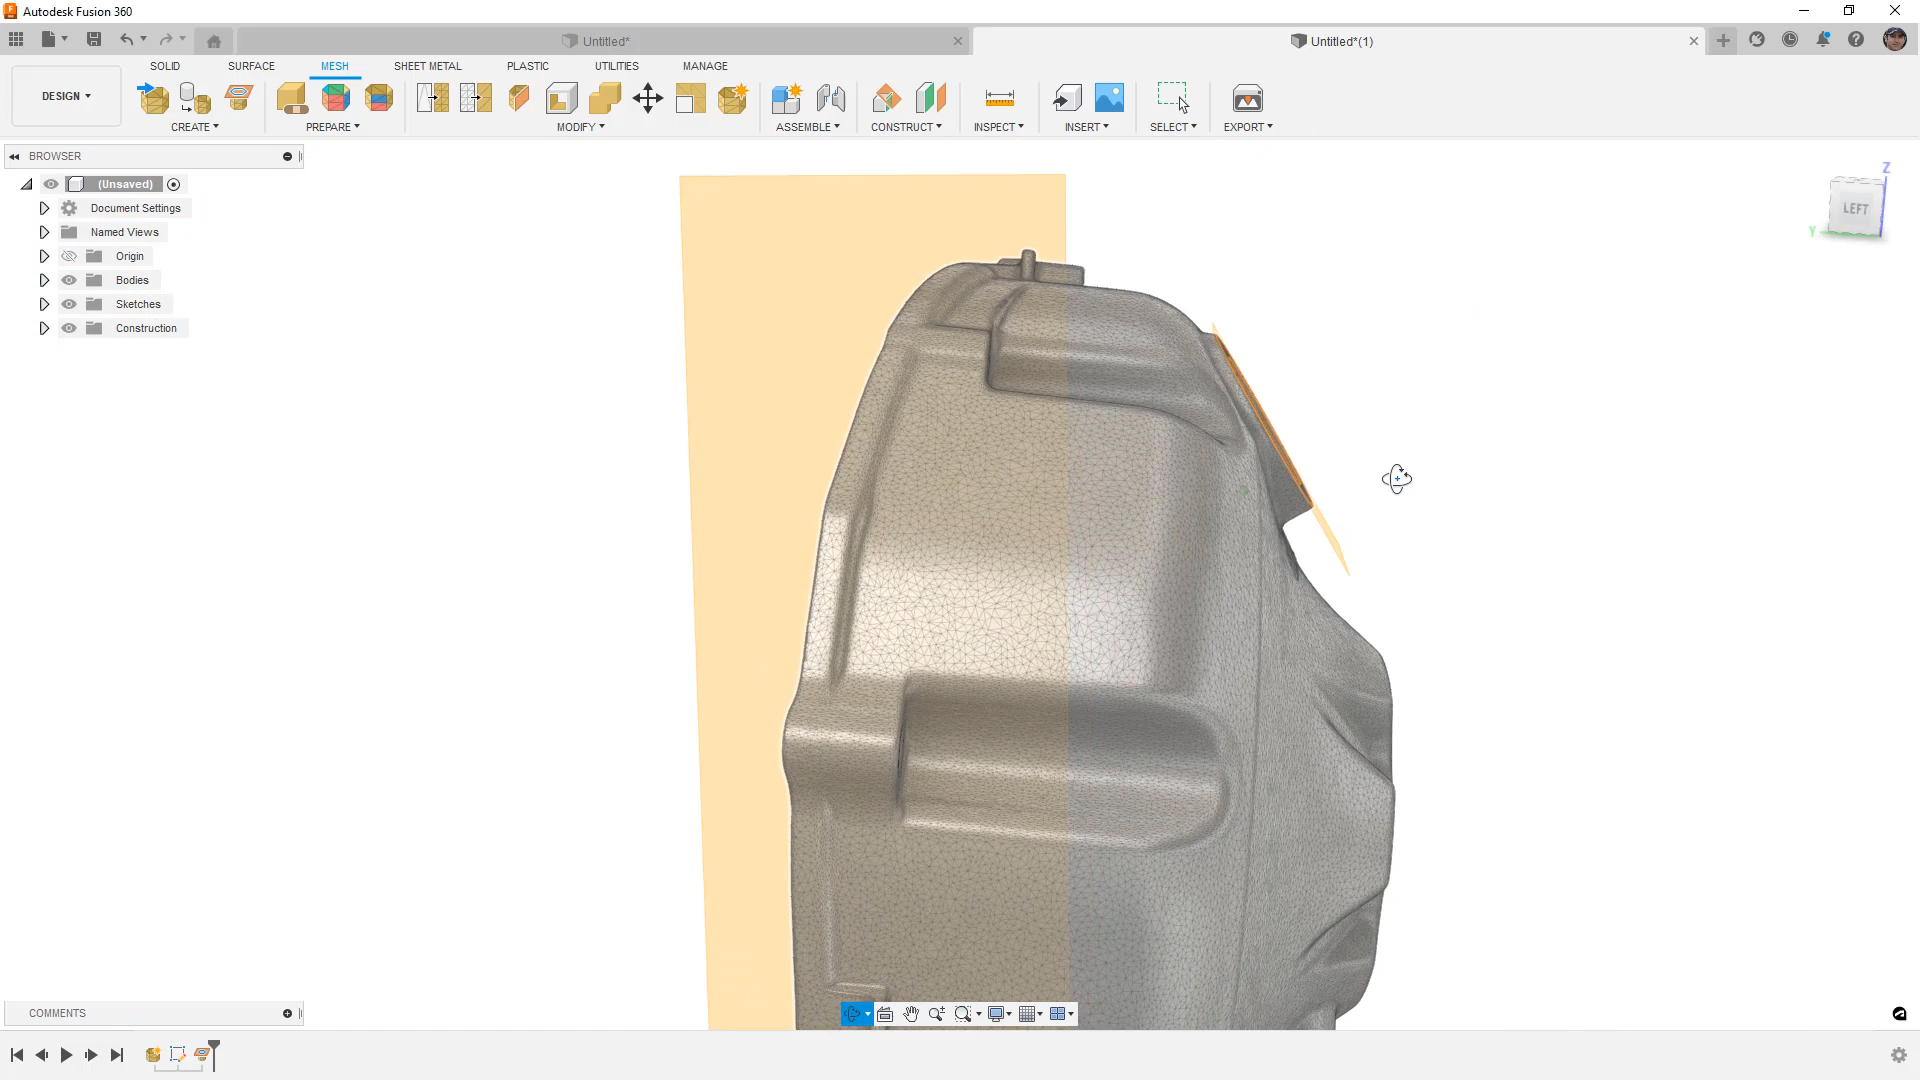 Autodesk Fusion 360
Untitled*
Untitled*(1)
SOLID
SURFACE
MESH
SHEET METAL
PLASTIC
UTILITIES
MANAGE
DESIGN
CREATE
PREPARE
MODIFY
ASSEMBLE
CONSTRUCT
INSPECT
INSERT
SELECT
EXPORT
BROWSER
(Unsaved)
Document Settings
Named Views
Origin
Bodies
Sketches
Construction
Z
LEFT
Y
COMMENTS